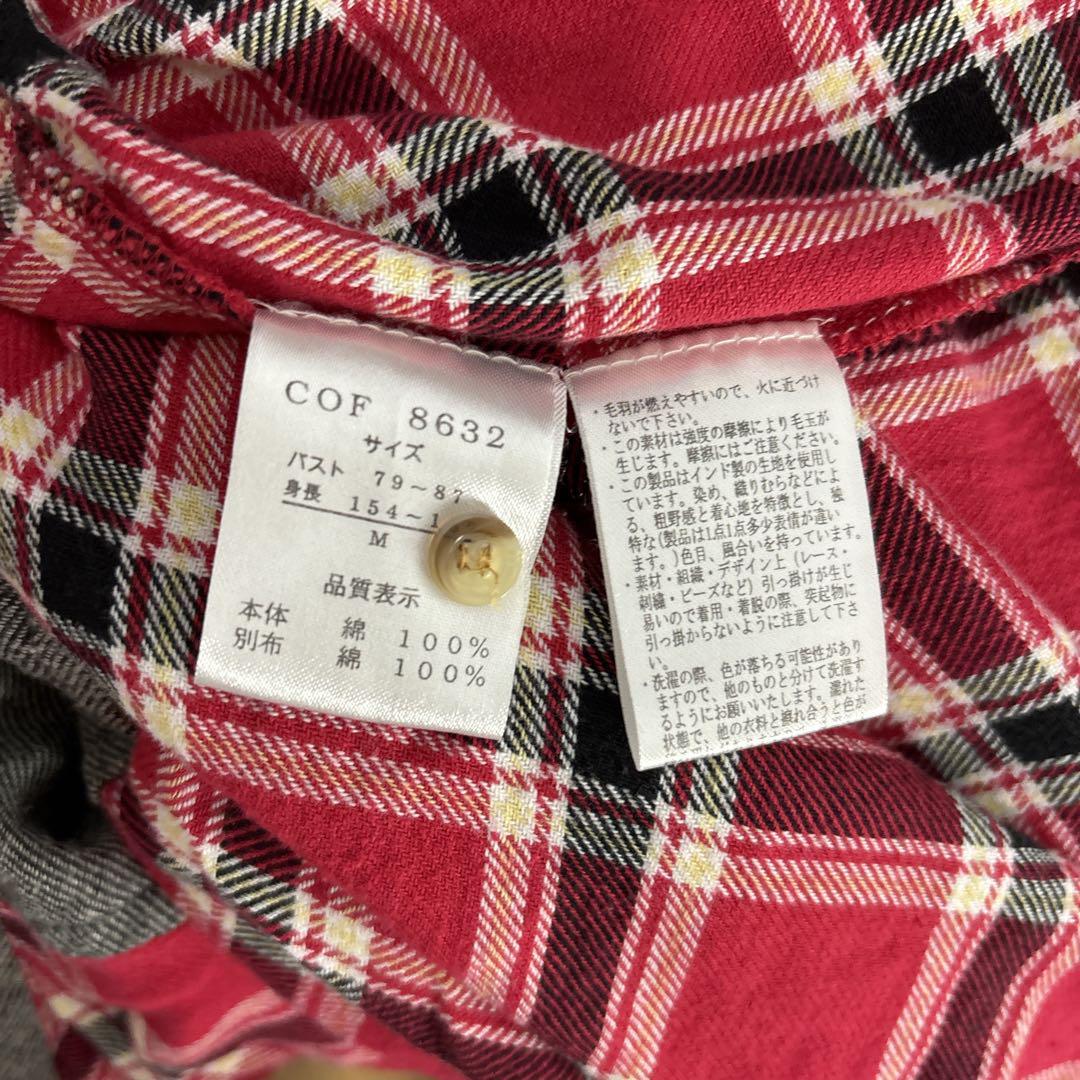 COF 8632
サイズ
バスト 79～87
身長 154～1
M
品質表示
本体 綿 100%
別布 綿 100%
・毛羽が燃えやすいので、火に近づけ
ないで下さい。
・この素材は強度の摩擦により毛玉が
生じます。摩擦にはご注意ください。
・この製品はインド製の生地を使用し
ています。染め、織りむらなどによ
る、粗野感と着心地を特徴とし、独
特な(製品は1点1点多少表情が違い
ます。)色目、風合いを持っています。
・素材・組織・デザイン上(レース・
刺繍・ビーズなど)引っ掛けが生じ
易いので着用・着脱の際、突起物に
引っ掛からないように注意して下さ
い。
・洗濯の際、色が落ちる可能性があり
ますので、他のものと分けて洗濯す
るようにお願いいたします。濡れた
状態で、他の衣料と擦れ合うと色が